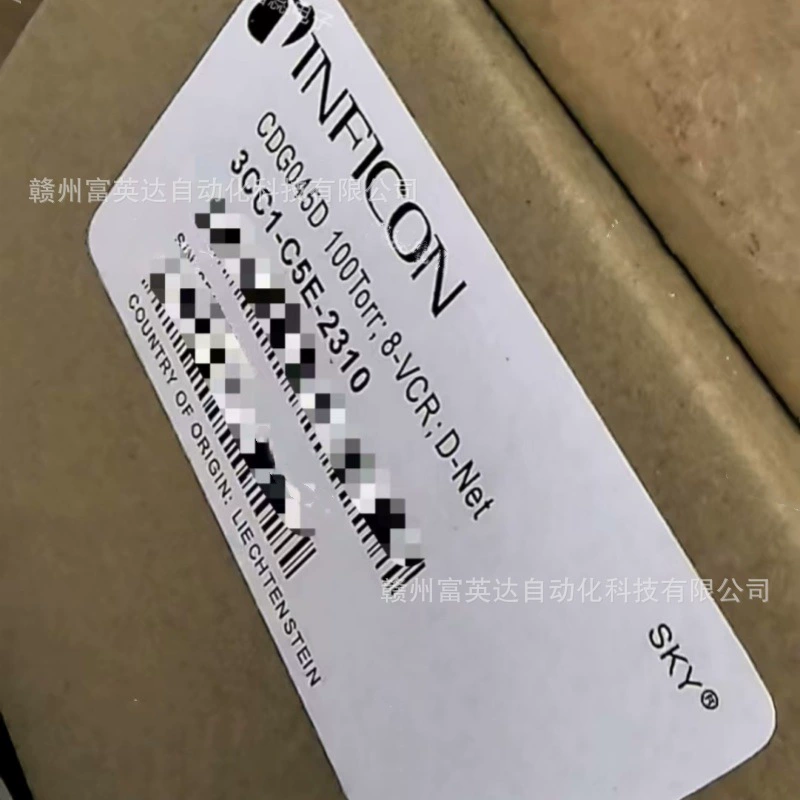 INFICON
CDG045D 100Torr; 8-VCR; D-Net
3CC1-C5E-2310
S/N:
COUNTRY OF ORIGIN: LIECHTENSTEIN
SKY®
赣州富英达自动化科技有限公司
赣州富英达自动化科技有限公司